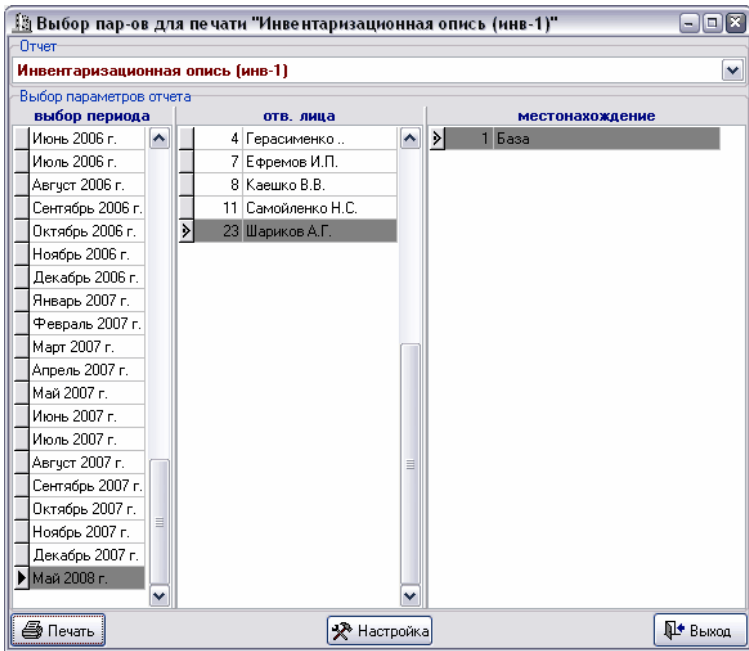 Выбор пар-ов для печати "Инвентаризационная опись (инв-1)"
Отчет
Инвентаризационная опись (инв-1)
Выбор параметров отчета
выбор периода
Июнь 2006 г.
Июль 2006 г.
Август 2006 г.
Сентябрь 2006 г.
Октябрь 2006 г.
Ноябрь 2006 г.
Декабрь 2006 г.
Январь 2007 г.
Февраль 2007 г.
Март 2007 г.
Апрель 2007 г.
Май 2007 г.
Июнь 2007 г.
Июль 2007 г.
Август 2007 г.
Сентябрь 2007 г.
Октябрь 2007 г.
Ноябрь 2007 г.
Декабрь 2007 г.
Май 2008 г.
отв. лица
4 Герасименко ..
7 Ефремов И.П.
8 Каешко В.В.
11 Самойленко Н.С.
23 Шариков А.Г.
местонахождение
1 База
Печать
Настройка
Выход